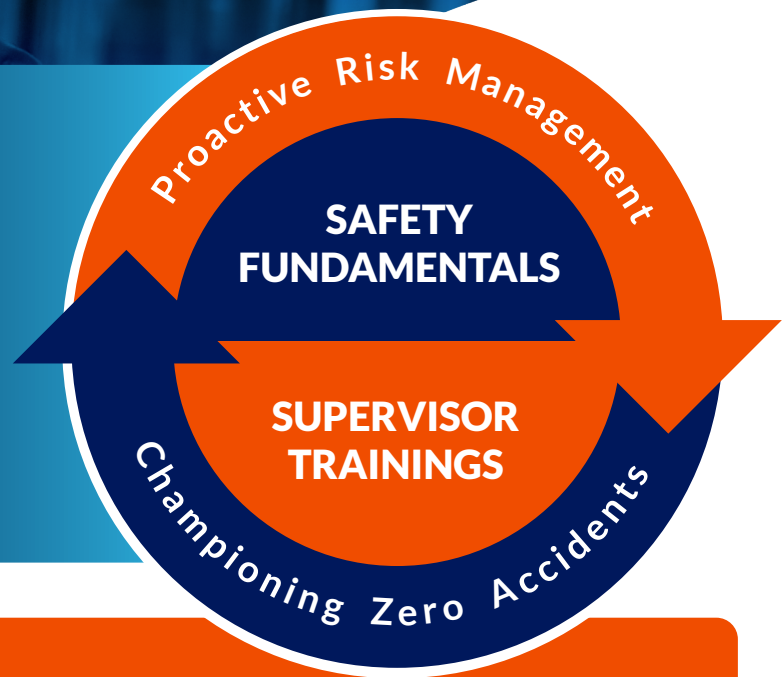 Proactive Risk Management
SAFETY
FUNDAMENTALS
SUPERVISOR
TRAININGS
Championing Zero Accidents